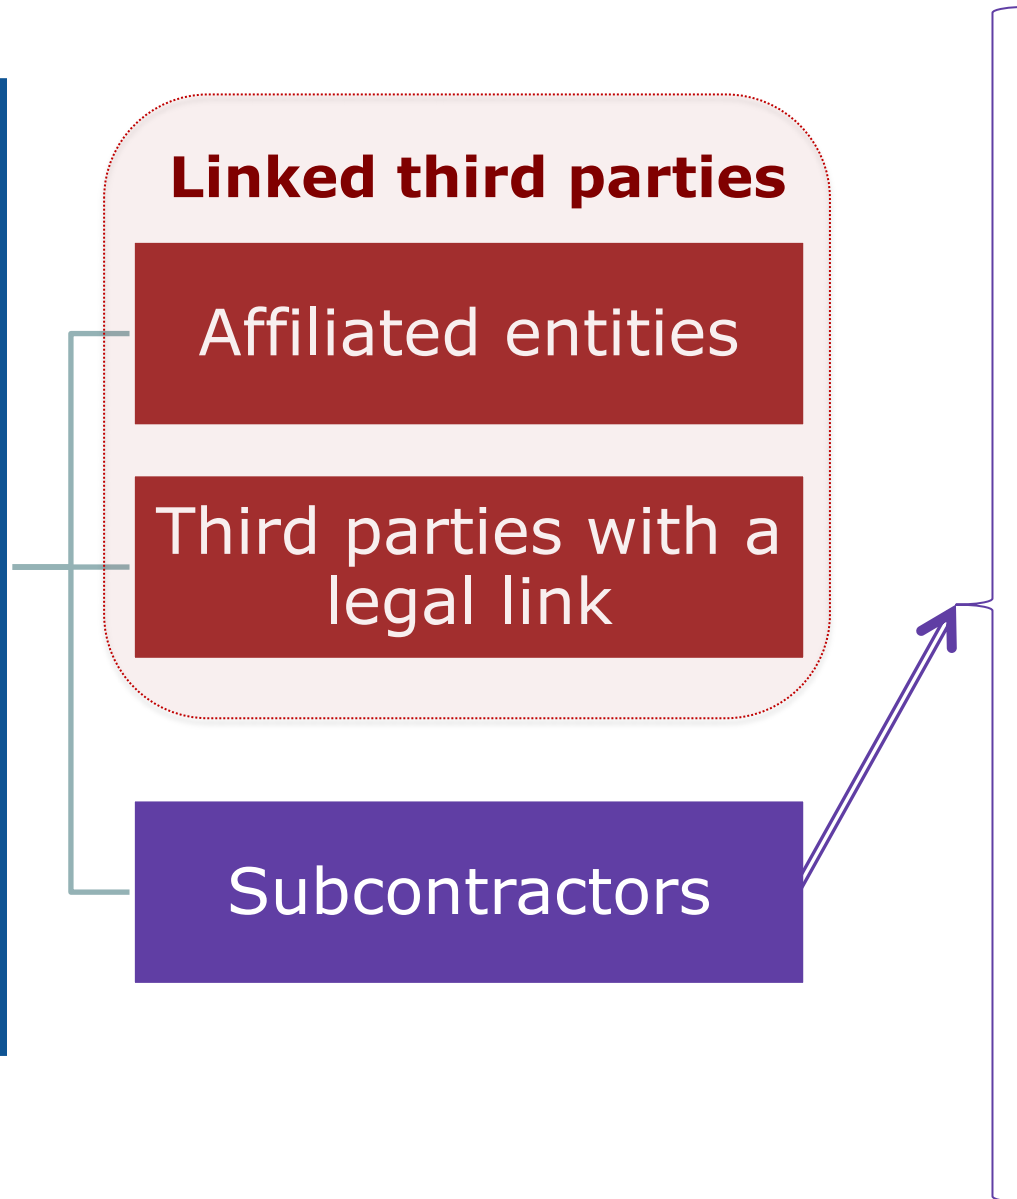 Linked third parties
Affiliated entities
Third parties with a
legal link
Subcontractors